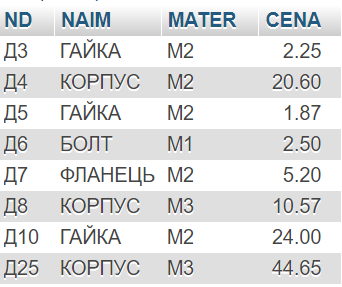 ND NAIM MATER CENA
Д3 ГАЙКА М2 2.25
Д4 КОРПУС М2 20.60
Д5 ГАЙКА М2 1.87
Д6 БОЛТ М1 2.50
Д7 ФЛАНЕЦЬ М2 5.20
Д8 КОРПУС М3 10.57
Д10 ГАЙКА М2 24.00
Д25 КОРПУС М3 44.65